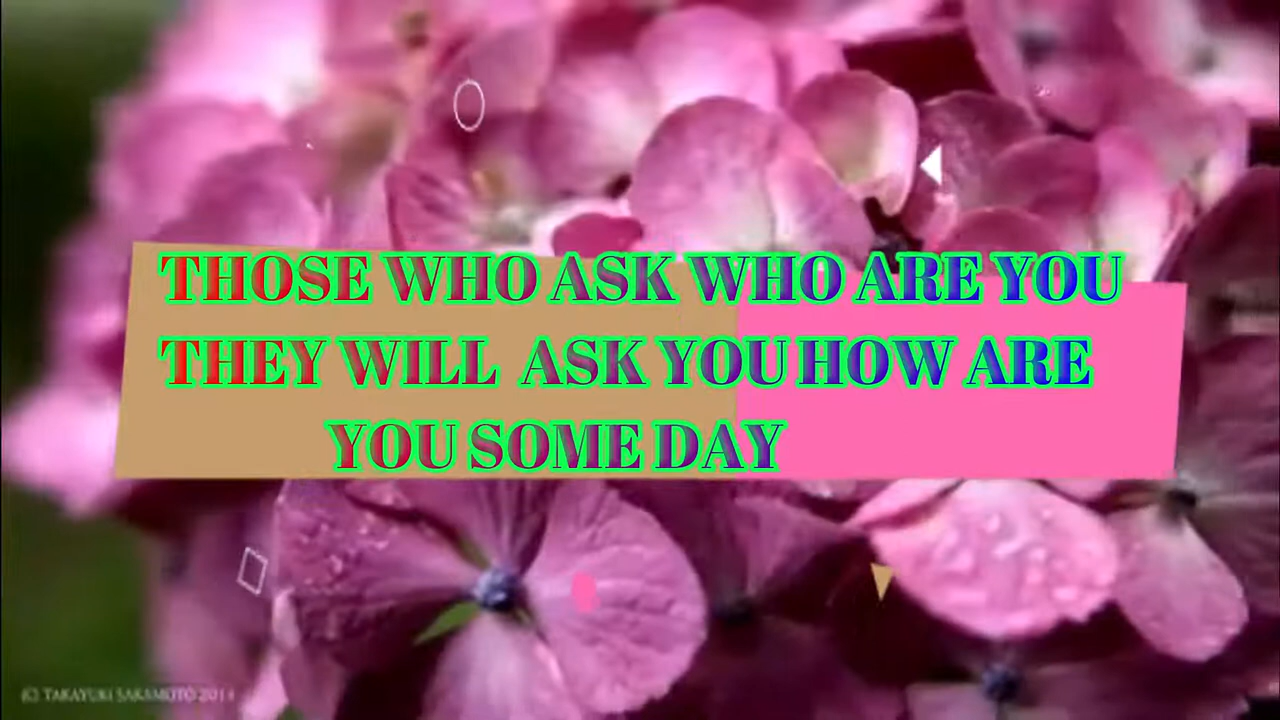 THOSE WHO ASK WHO ARE YOU
THEY WILL ASK YOU HOW ARE
YOU SOME DAY
(C) TAKAYUKI SAKAMOTO 2014